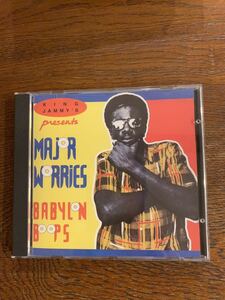 KING
JAMMY'S
presents
MAJOR
WORRIES
BABYLON
BOOPS